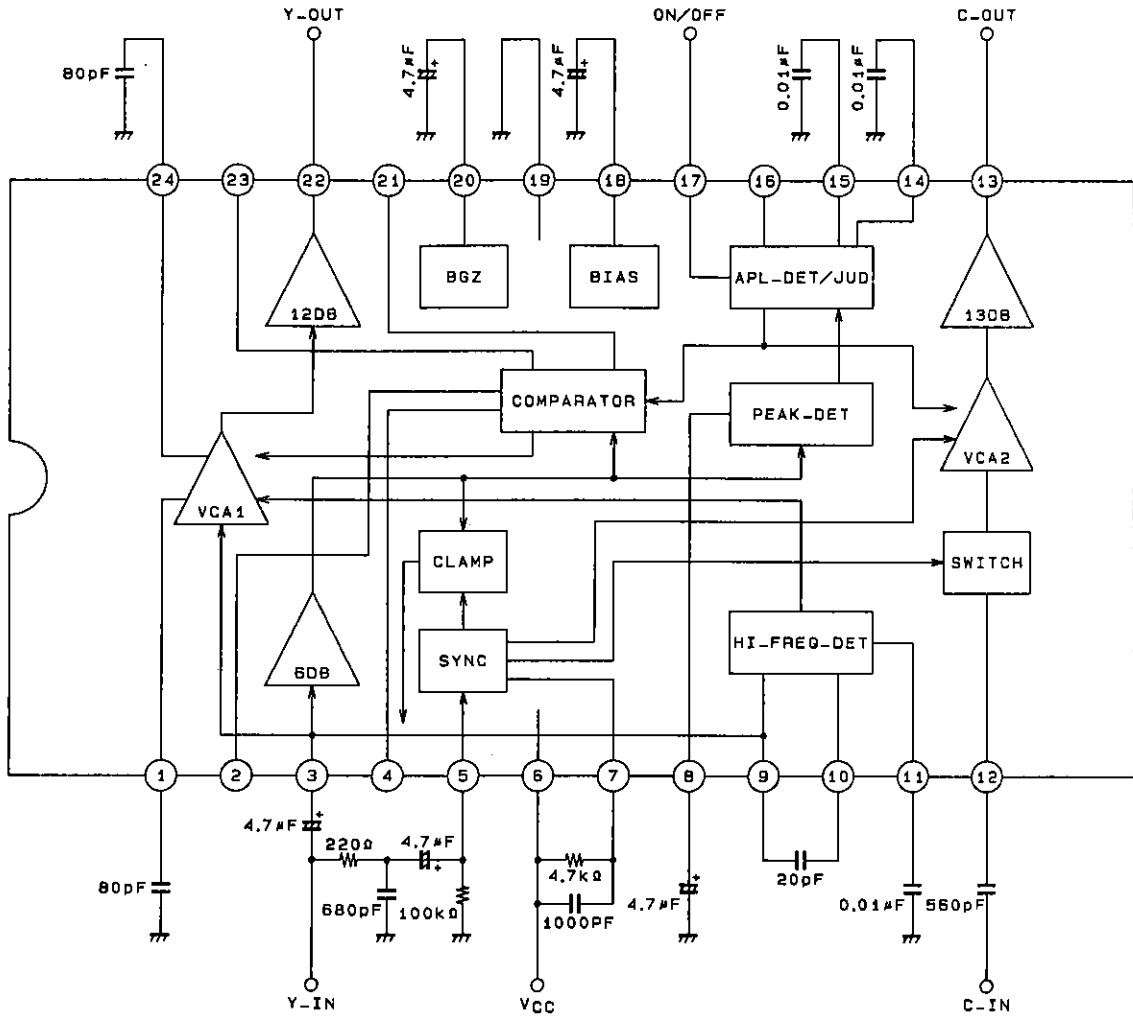 Y-OUT
ON/OFF
C-OUT
80pF
4.7μF
+
4.7μF
+
0.01μF
0.01μF
24
23
22
21
20
19
18
17
16
15
14
13
BGZ
BIAS
APL-DET/JUD
12DB
13DB
COMPARATOR
PEAK-DET
VCA1
VCA2
CLAMP
SWITCH
SYNC
HI-FREQ-DET
6DB
1
2
3
4
5
6
7
8
9
10
11
12
4.7μF
+
220Ω
4.7μF
+
80pF
680pF
100kΩ
4.7kΩ
1000PF
4.7μF
+
20pF
0.01μF
560pF
Y-IN
VCC
C-IN